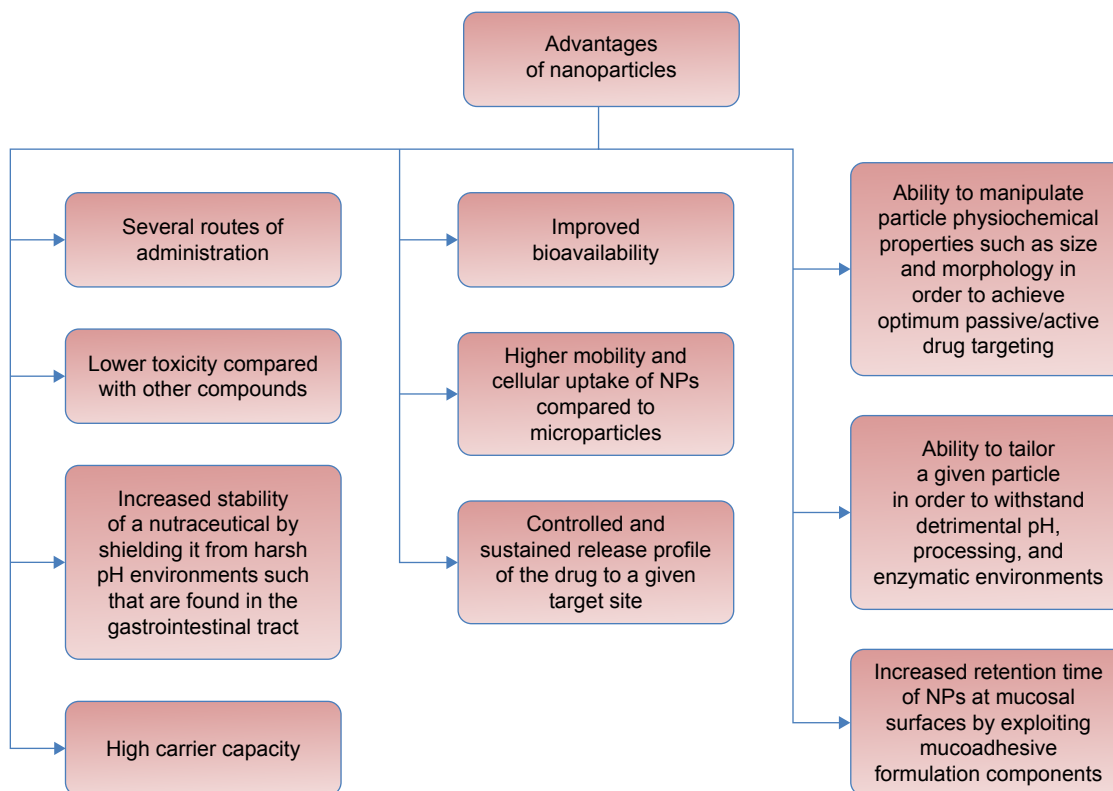 Advantages
of nanoparticles
Several routes of
administration
Lower toxicity compared
with other compounds
Increased stability
of a nutraceutical by
shielding it from harsh
pH environments such
that are found in the
gastrointestinal tract
High carrier capacity
Improved
bioavailability
Higher mobility and
cellular uptake of NPs
compared to
microparticles
Controlled and
sustained release profile
of the drug to a given
target site
Ability to manipulate
particle physiochemical
properties such as size
and morphology in
order to achieve
optimum passive/active
drug targeting
Ability to tailor
a given particle
in order to withstand
detrimental pH,
processing, and
enzymatic environments
Increased retention time
of NPs at mucosal
surfaces by exploiting
mucoadhesive
formulation components